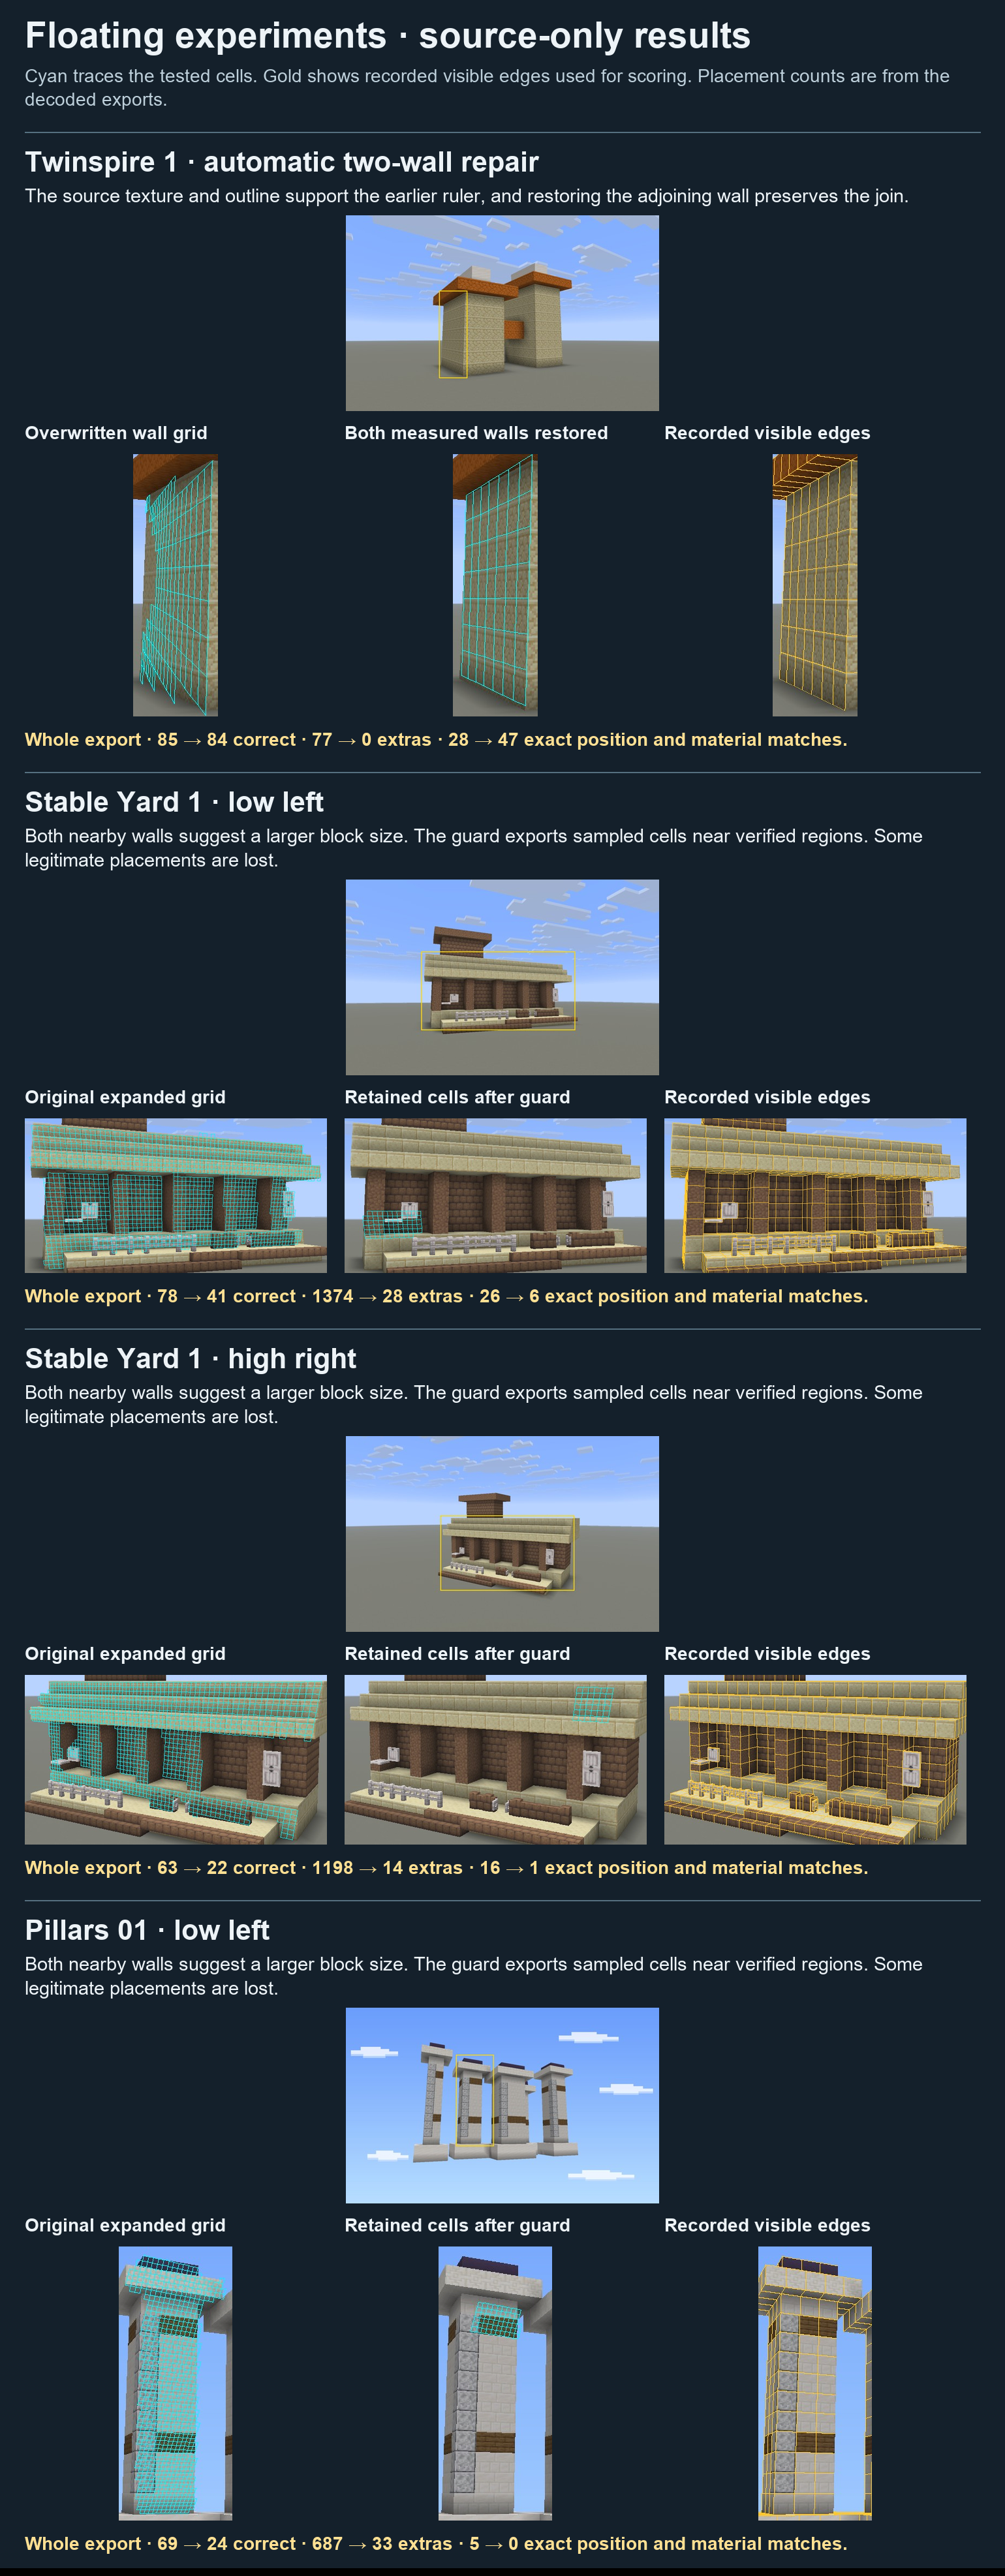 Floating experiments · source-only results
Cyan traces the tested cells. Gold shows recorded visible edges used for scoring. Placement counts are from the
decoded exports.
Twinspire 1 · automatic two-wall repair
The source texture and outline support the earlier ruler, and restoring the adjoining wall preserves the join.
Overwritten wall grid
Both measured walls restored
Recorded visible edges
Whole export · 85 → 84 correct · 77 → 0 extras · 28 → 47 exact position and material matches.
Stable Yard 1 · low left
Both nearby walls suggest a larger block size. The guard exports sampled cells near verified regions. Some
legitimate placements are lost.
Original expanded grid
Retained cells after guard
Recorded visible edges
Whole export · 78 → 41 correct · 1374 → 28 extras · 26 → 6 exact position and material matches.
Stable Yard 1 · high right
Both nearby walls suggest a larger block size. The guard exports sampled cells near verified regions. Some
legitimate placements are lost.
Original expanded grid
Retained cells after guard
Recorded visible edges
Whole export · 63 → 22 correct · 1198 → 14 extras · 16 → 1 exact position and material matches.
Pillars 01 · low left
Both nearby walls suggest a larger block size. The guard exports sampled cells near verified regions. Some
legitimate placements are lost.
Original expanded grid
Retained cells after guard
Recorded visible edges
Whole export · 69 → 24 correct · 687 → 33 extras · 5 → 0 exact position and material matches.